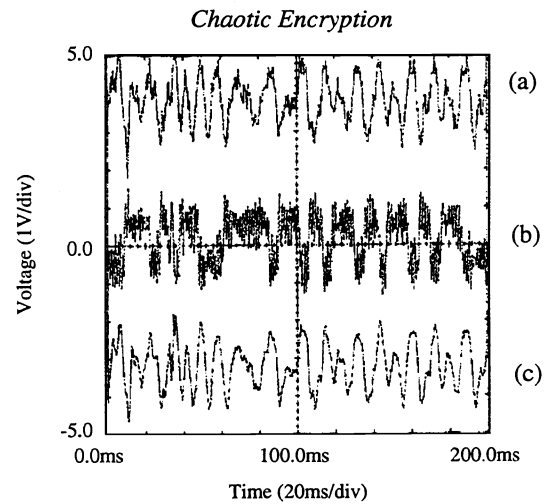 Chaotic Encryption
5.0
(a)
Voltage (1V/div)
0.0
(b)
(c)
-5.0
0.0ms
100.0ms
200.0ms
Time (20ms/div)